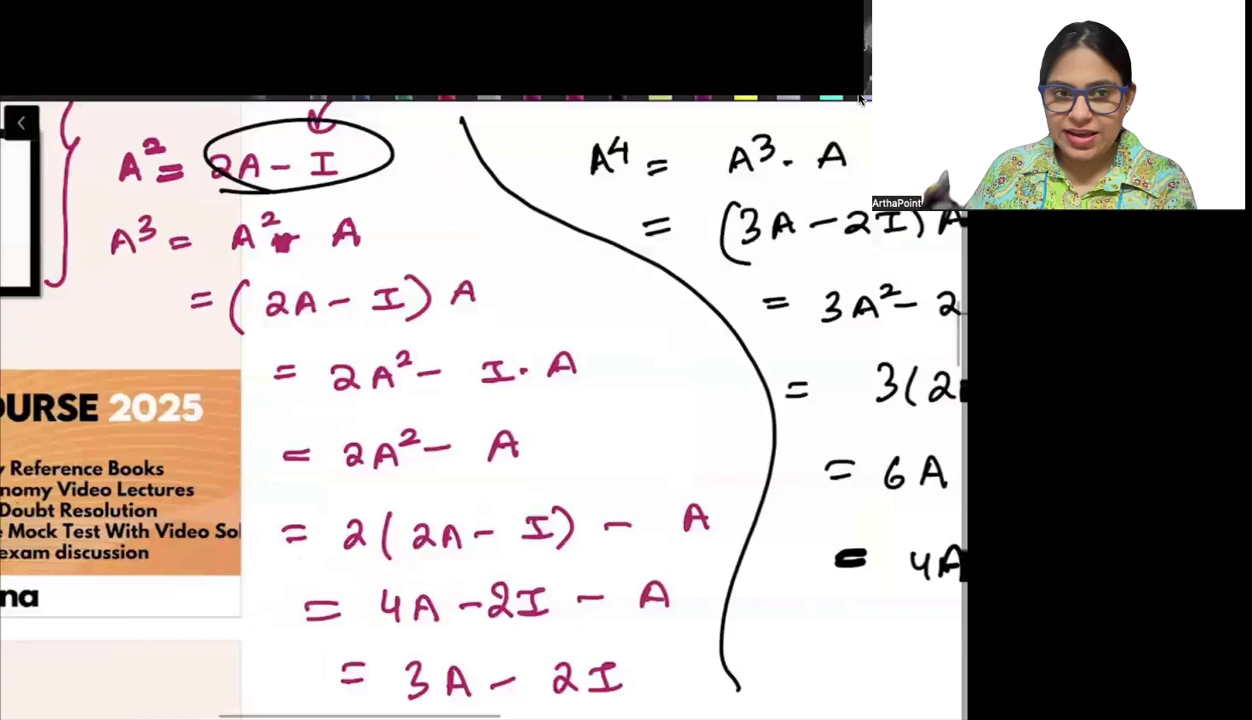 A² = 2A - I
A³ = A² A
= (2A - I) A
= 2A² - I. A
= 2A² - A
= 2(2A - I) - A
= 4A - 2I - A
= 3A - 2I
A⁴ = A³. A
= (3A - 2I) A
= 3A² - 2
= 3(2
= 6A
= 4A
ArthaPoint
OURSE 2025
y Reference Books
nomy Video Lectures
Doubt Resolution
e Mock Test With Video Sol
exam discussion
na